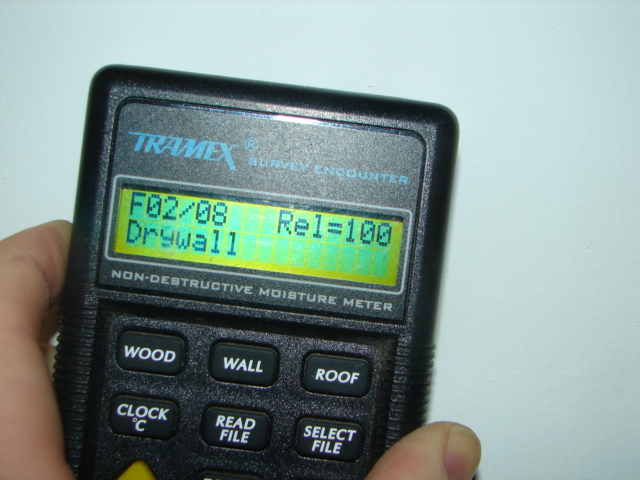 TRAMEX ® SURVEY ENCOUNTER
F02/08 Rel=100
Drywall
NON-DESTRUCTIVE MOISTURE METER
WOOD WALL ROOF
CLOCK °C READ FILE SELECT FILE